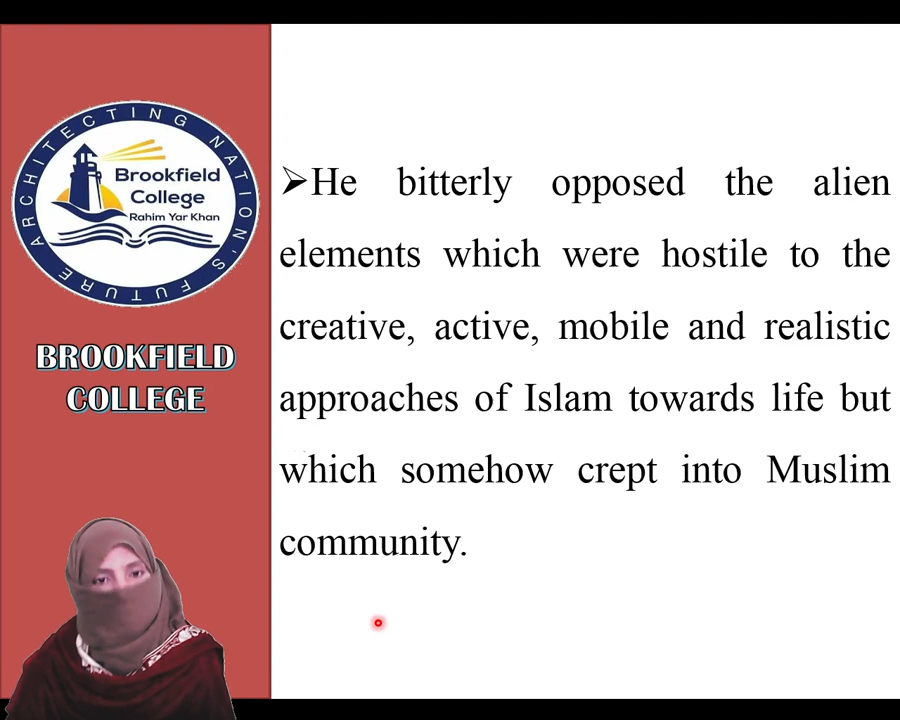 ARCHITECTING NATION'S FUTURE
Brookfield
College
Rahim Yar Khan
BROOKFIELD
COLLEGE
➢He bitterly opposed the alien
elements which were hostile to the
creative, active, mobile and realistic
approaches of Islam towards life but
which somehow crept into Muslim
community.